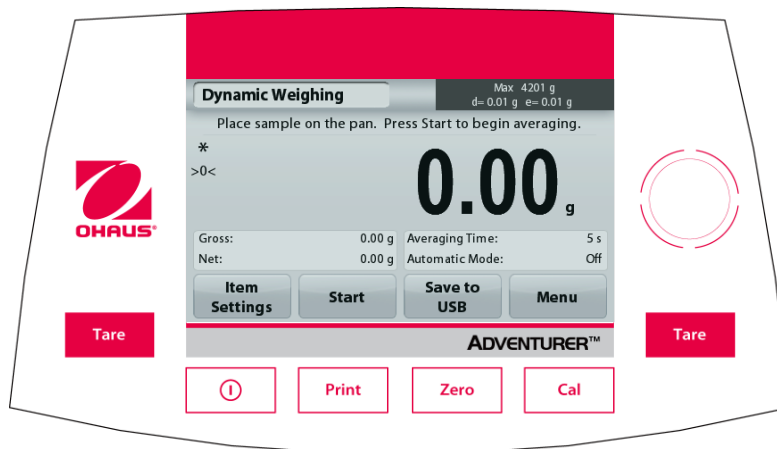 Dynamic Weighing
Max 4201 g
d= 0.01 g e= 0.01 g
Place sample on the pan. Press Start to begin averaging.
*
>0<
0.00 g
Gross: 0.00 g Averaging Time: 5 s
Net: 0.00 g Automatic Mode: Off
OHAUS®
Item Settings
Start
Save to USB
Menu
Tare
ADVENTURER™
Tare
Print
Zero
Cal